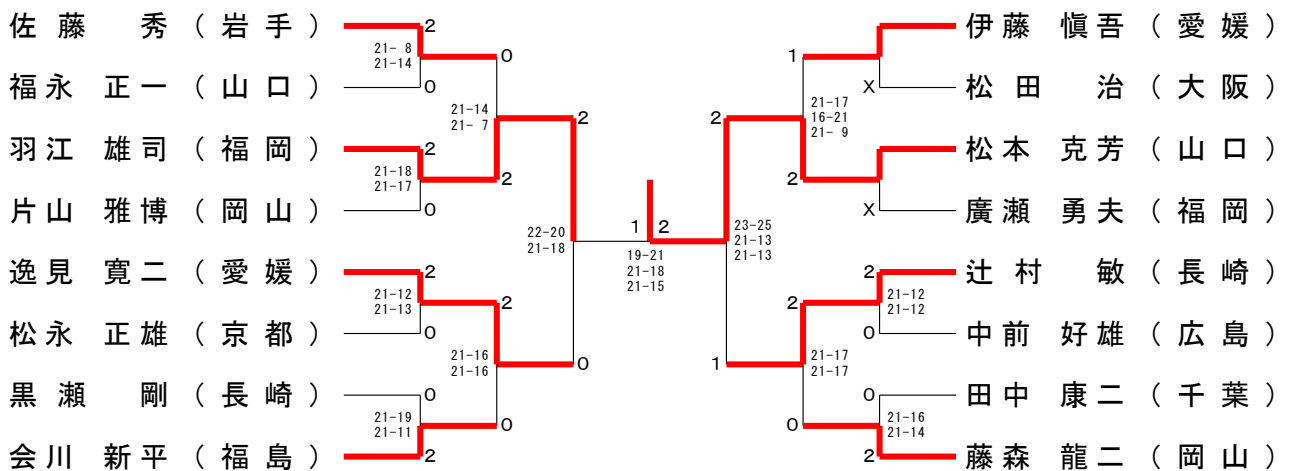 佐藤 秀（岩手） 2 伊藤 愼吾（愛媛）
21- 8 0 1
21-14
福永 正一（山口） 0 X 松田 治（大阪）
21-14 2 2 21-17
21- 7 16-21
21- 9
羽江 雄司（福岡） 2 松本 克芳（山口）
21-18 2 2
21-17
片山 雅博（岡山） 0 X 廣瀬 勇夫（福岡）
22-20 1 2 23-25
21-18 19-21 21-13
21-18 21-13
21-15
逸見 寛二（愛媛） 2 2 辻村 敏（長崎）
21-12 2 2 21-12
21-13 21-12
松永 正雄（京都） 0 0 中前 好雄（広島）
21-16 0 1 21-17
21-16 21-17
黒瀬 剛（長崎） 0 0 田中 康二（千葉）
21-19 0 0 21-16
21-11 21-14
会川 新平（福島） 2 2 藤森 龍二（岡山）